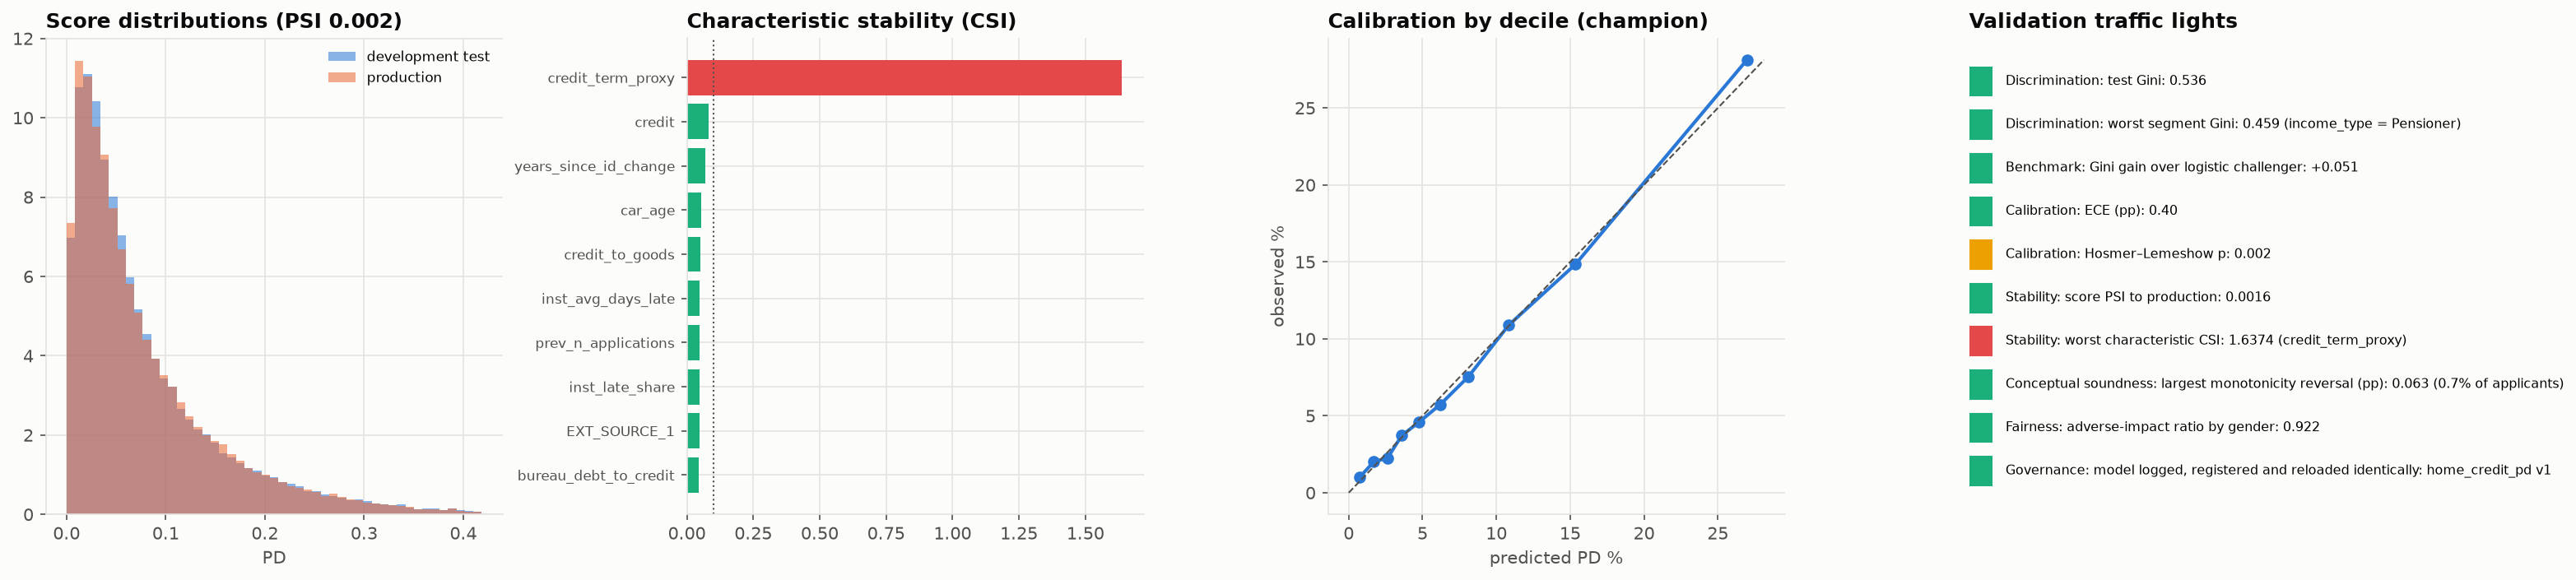 Score distributions (PSI 0.002)
12
10
8
6
4
2
0
0.0
0.1
0.2
0.3
0.4
PD
development test
production
Characteristic stability (CSI)
credit_term_proxy
credit
years_since_id_change
car_age
credit_to_goods
inst_avg_days_late
prev_n_applications
inst_late_share
EXT_SOURCE_1
bureau_debt_to_credit
0.00
0.25
0.50
0.75
1.00
1.25
1.50
Calibration by decile (champion)
observed %
25
20
15
10
5
0
0
5
10
15
20
25
predicted PD %
Validation traffic lights
Discrimination: test Gini: 0.536
Discrimination: worst segment Gini: 0.459 (income_type = Pensioner)
Benchmark: Gini gain over logistic challenger: +0.051
Calibration: ECE (pp): 0.40
Calibration: Hosmer–Lemeshow p: 0.002
Stability: score PSI to production: 0.0016
Stability: worst characteristic CSI: 1.6374 (credit_term_proxy)
Conceptual soundness: largest monotonicity reversal (pp): 0.063 (0.7% of applicants)
Fairness: adverse-impact ratio by gender: 0.922
Governance: model logged, registered and reloaded identically: home_credit_pd v1